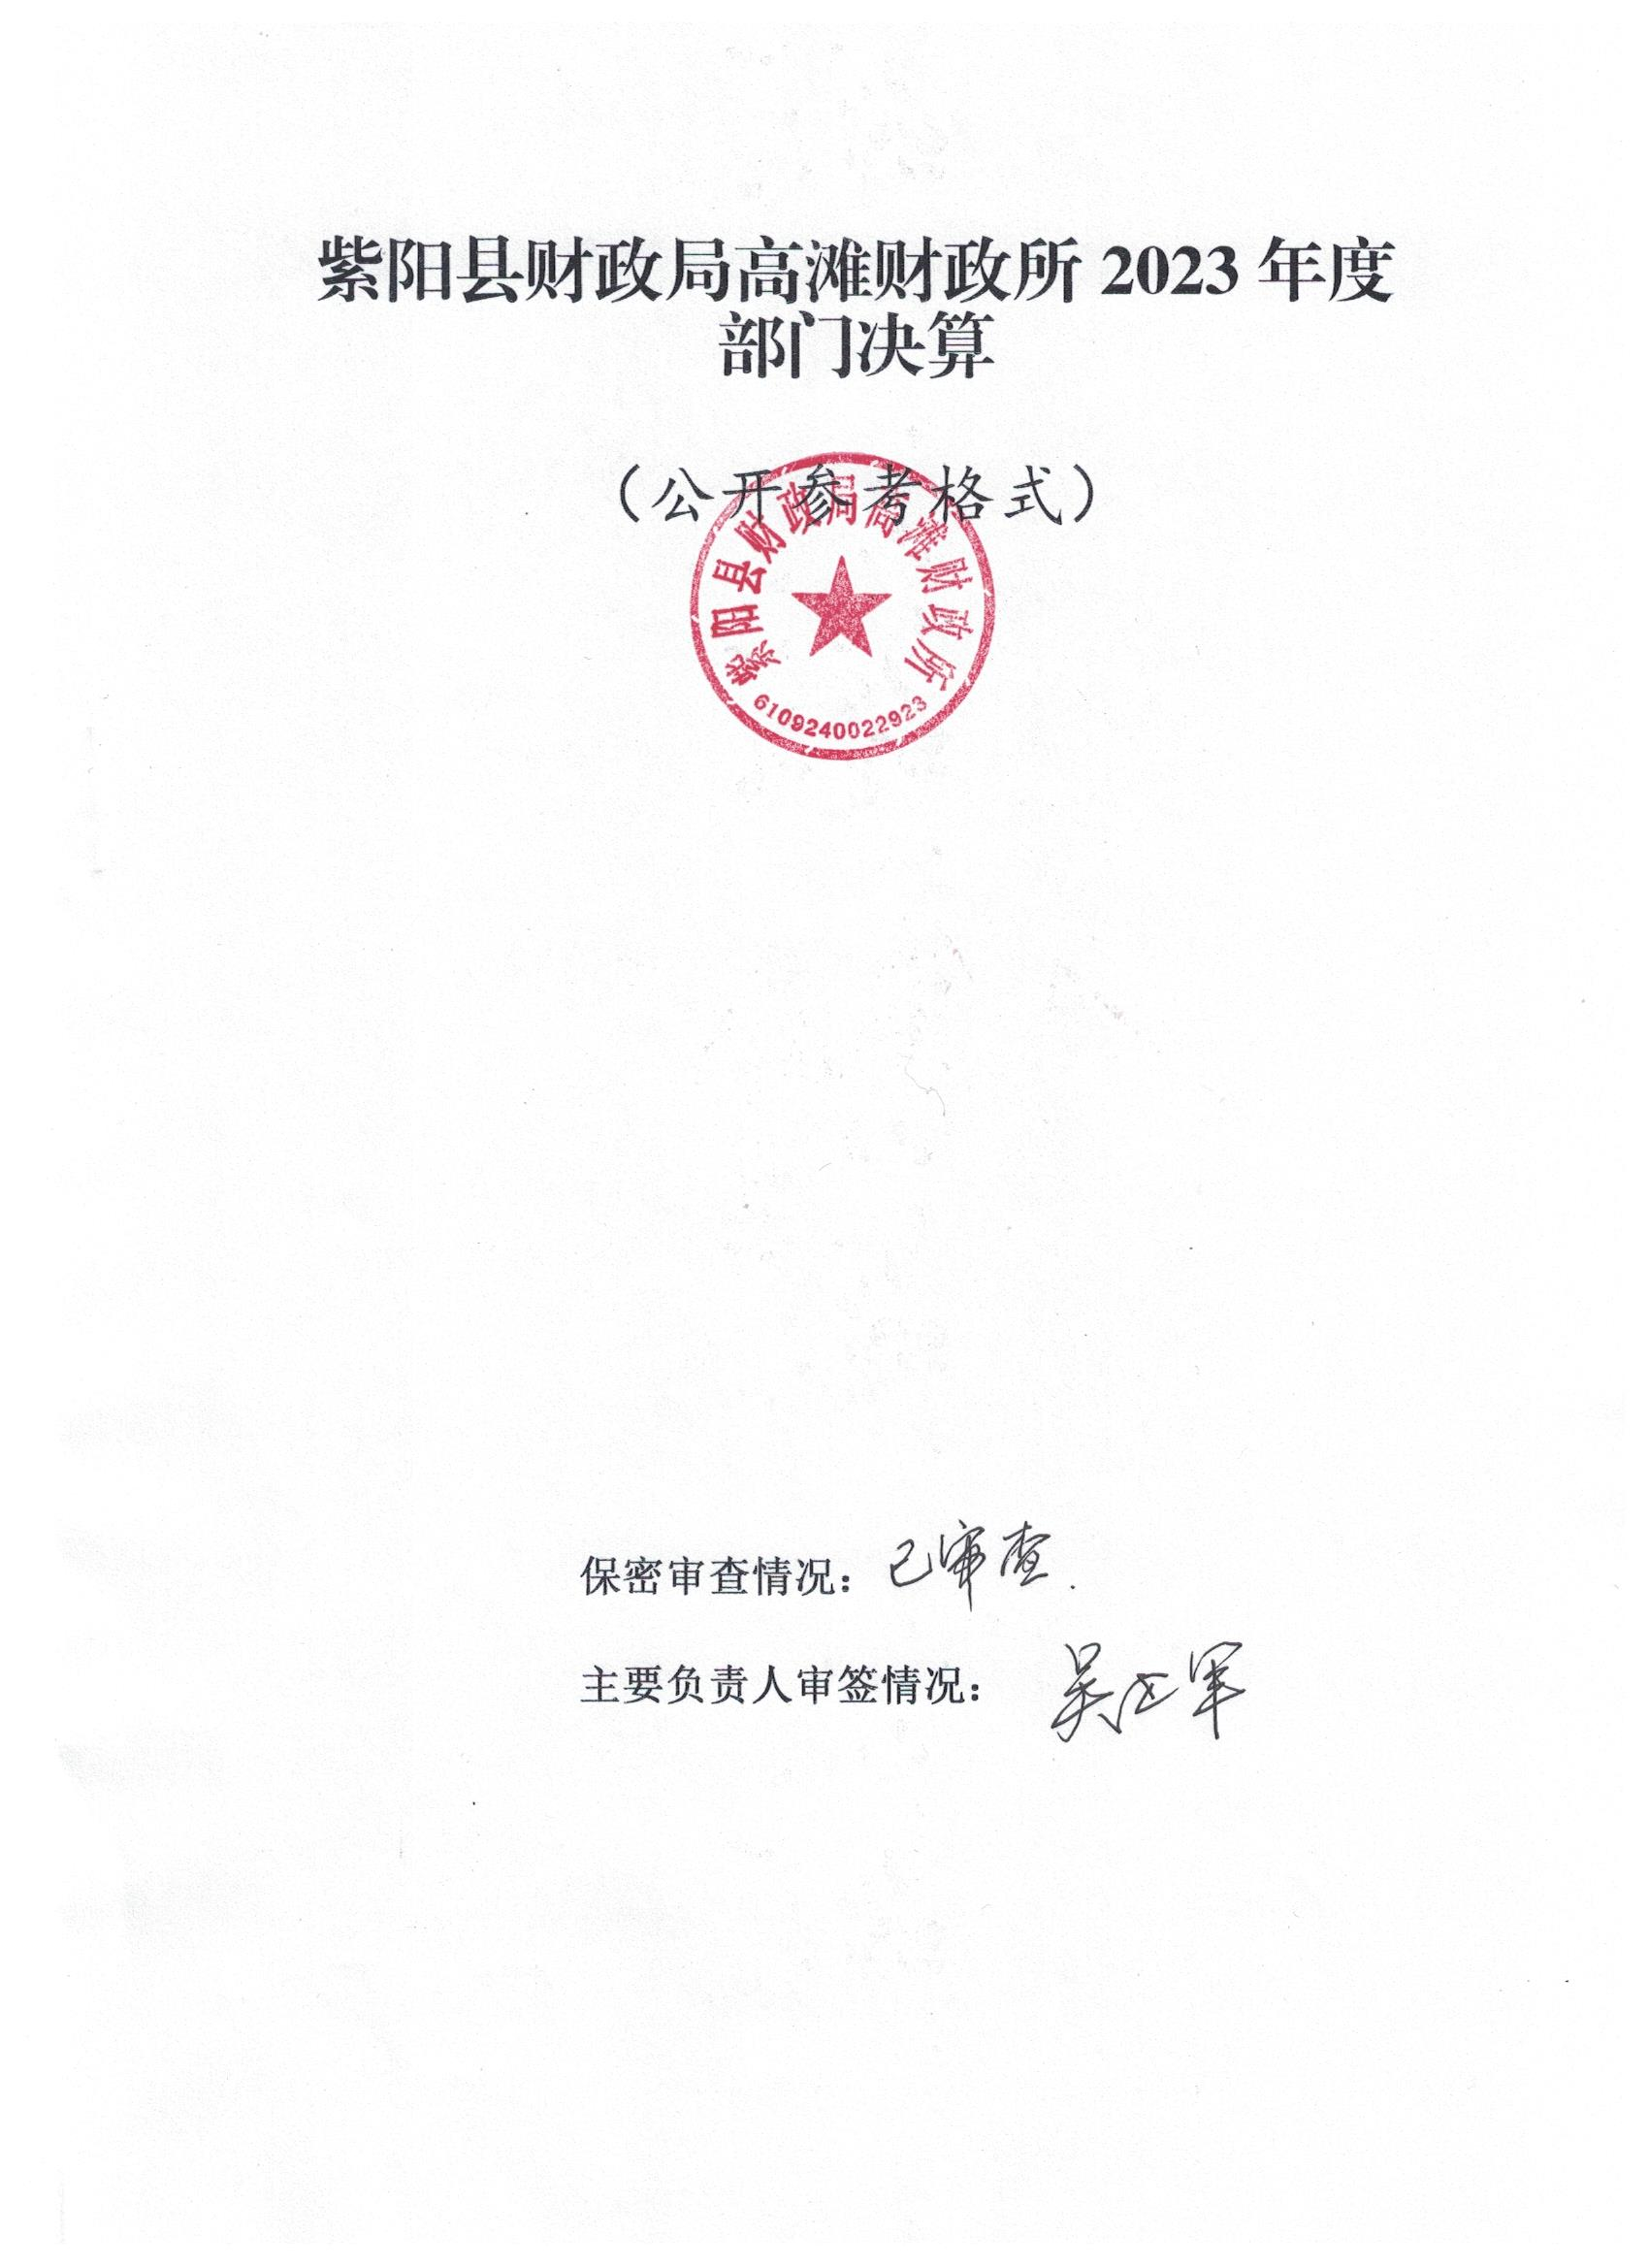 紫阳县财政局高滩财政所 2023 年度
部门决算
（公开参考格式）
紫阳县财政局高滩财政所
6109240022923
保密审查情况：已审查.
主要负责人审签情况：吴 军